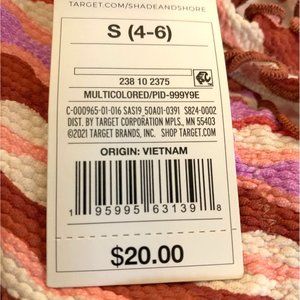 TARGET.COM/SHADEANDSHORE
S (4-6)
238 10 2375
MULTICOLORED/PID-999Y9E
C-000965-01-016 SAS19_50A01-0391 S824-0002
DIST. BY TARGET CORPORATION MPLS., MN 55403
©2021 TARGET BRANDS, INC. SHOP TARGET.COM
ORIGIN: VIETNAM
1 95995 63139 8
$20.00